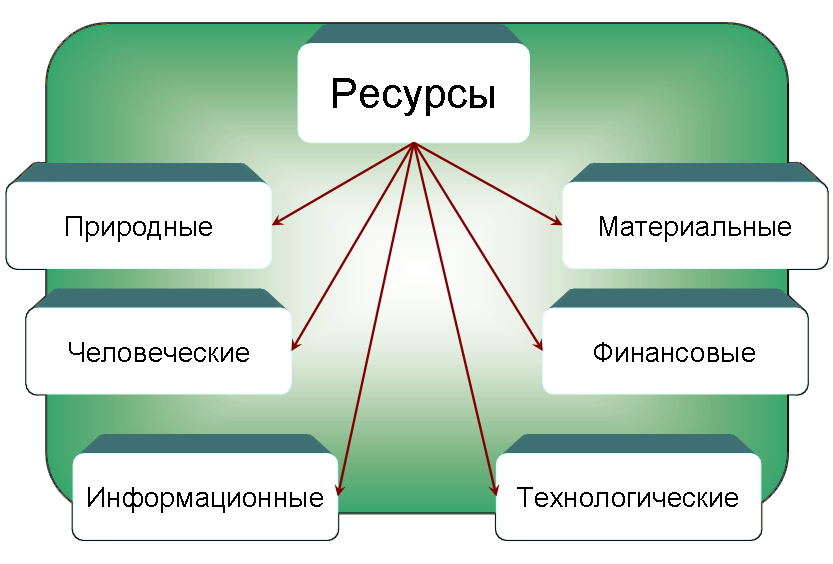 Ресурсы
Природные
Материальные
Человеческие
Финансовые
Информационные
Технологические